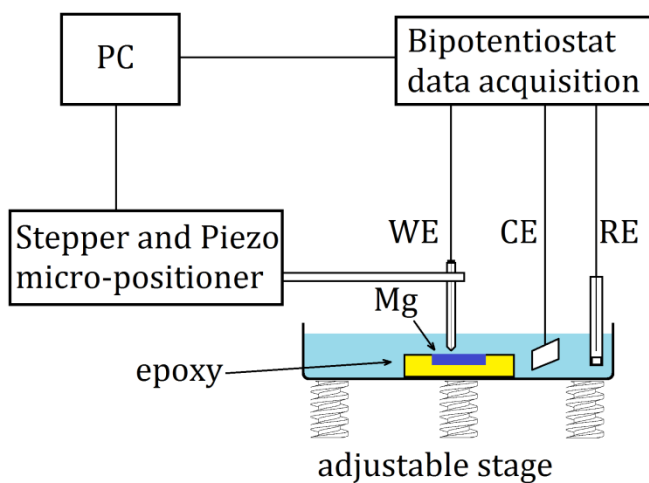 PC
Bipotentiostat
data acquisition
Stepper and Piezo
micro-positioner
WE
CE
RE
Mg
epoxy
adjustable stage